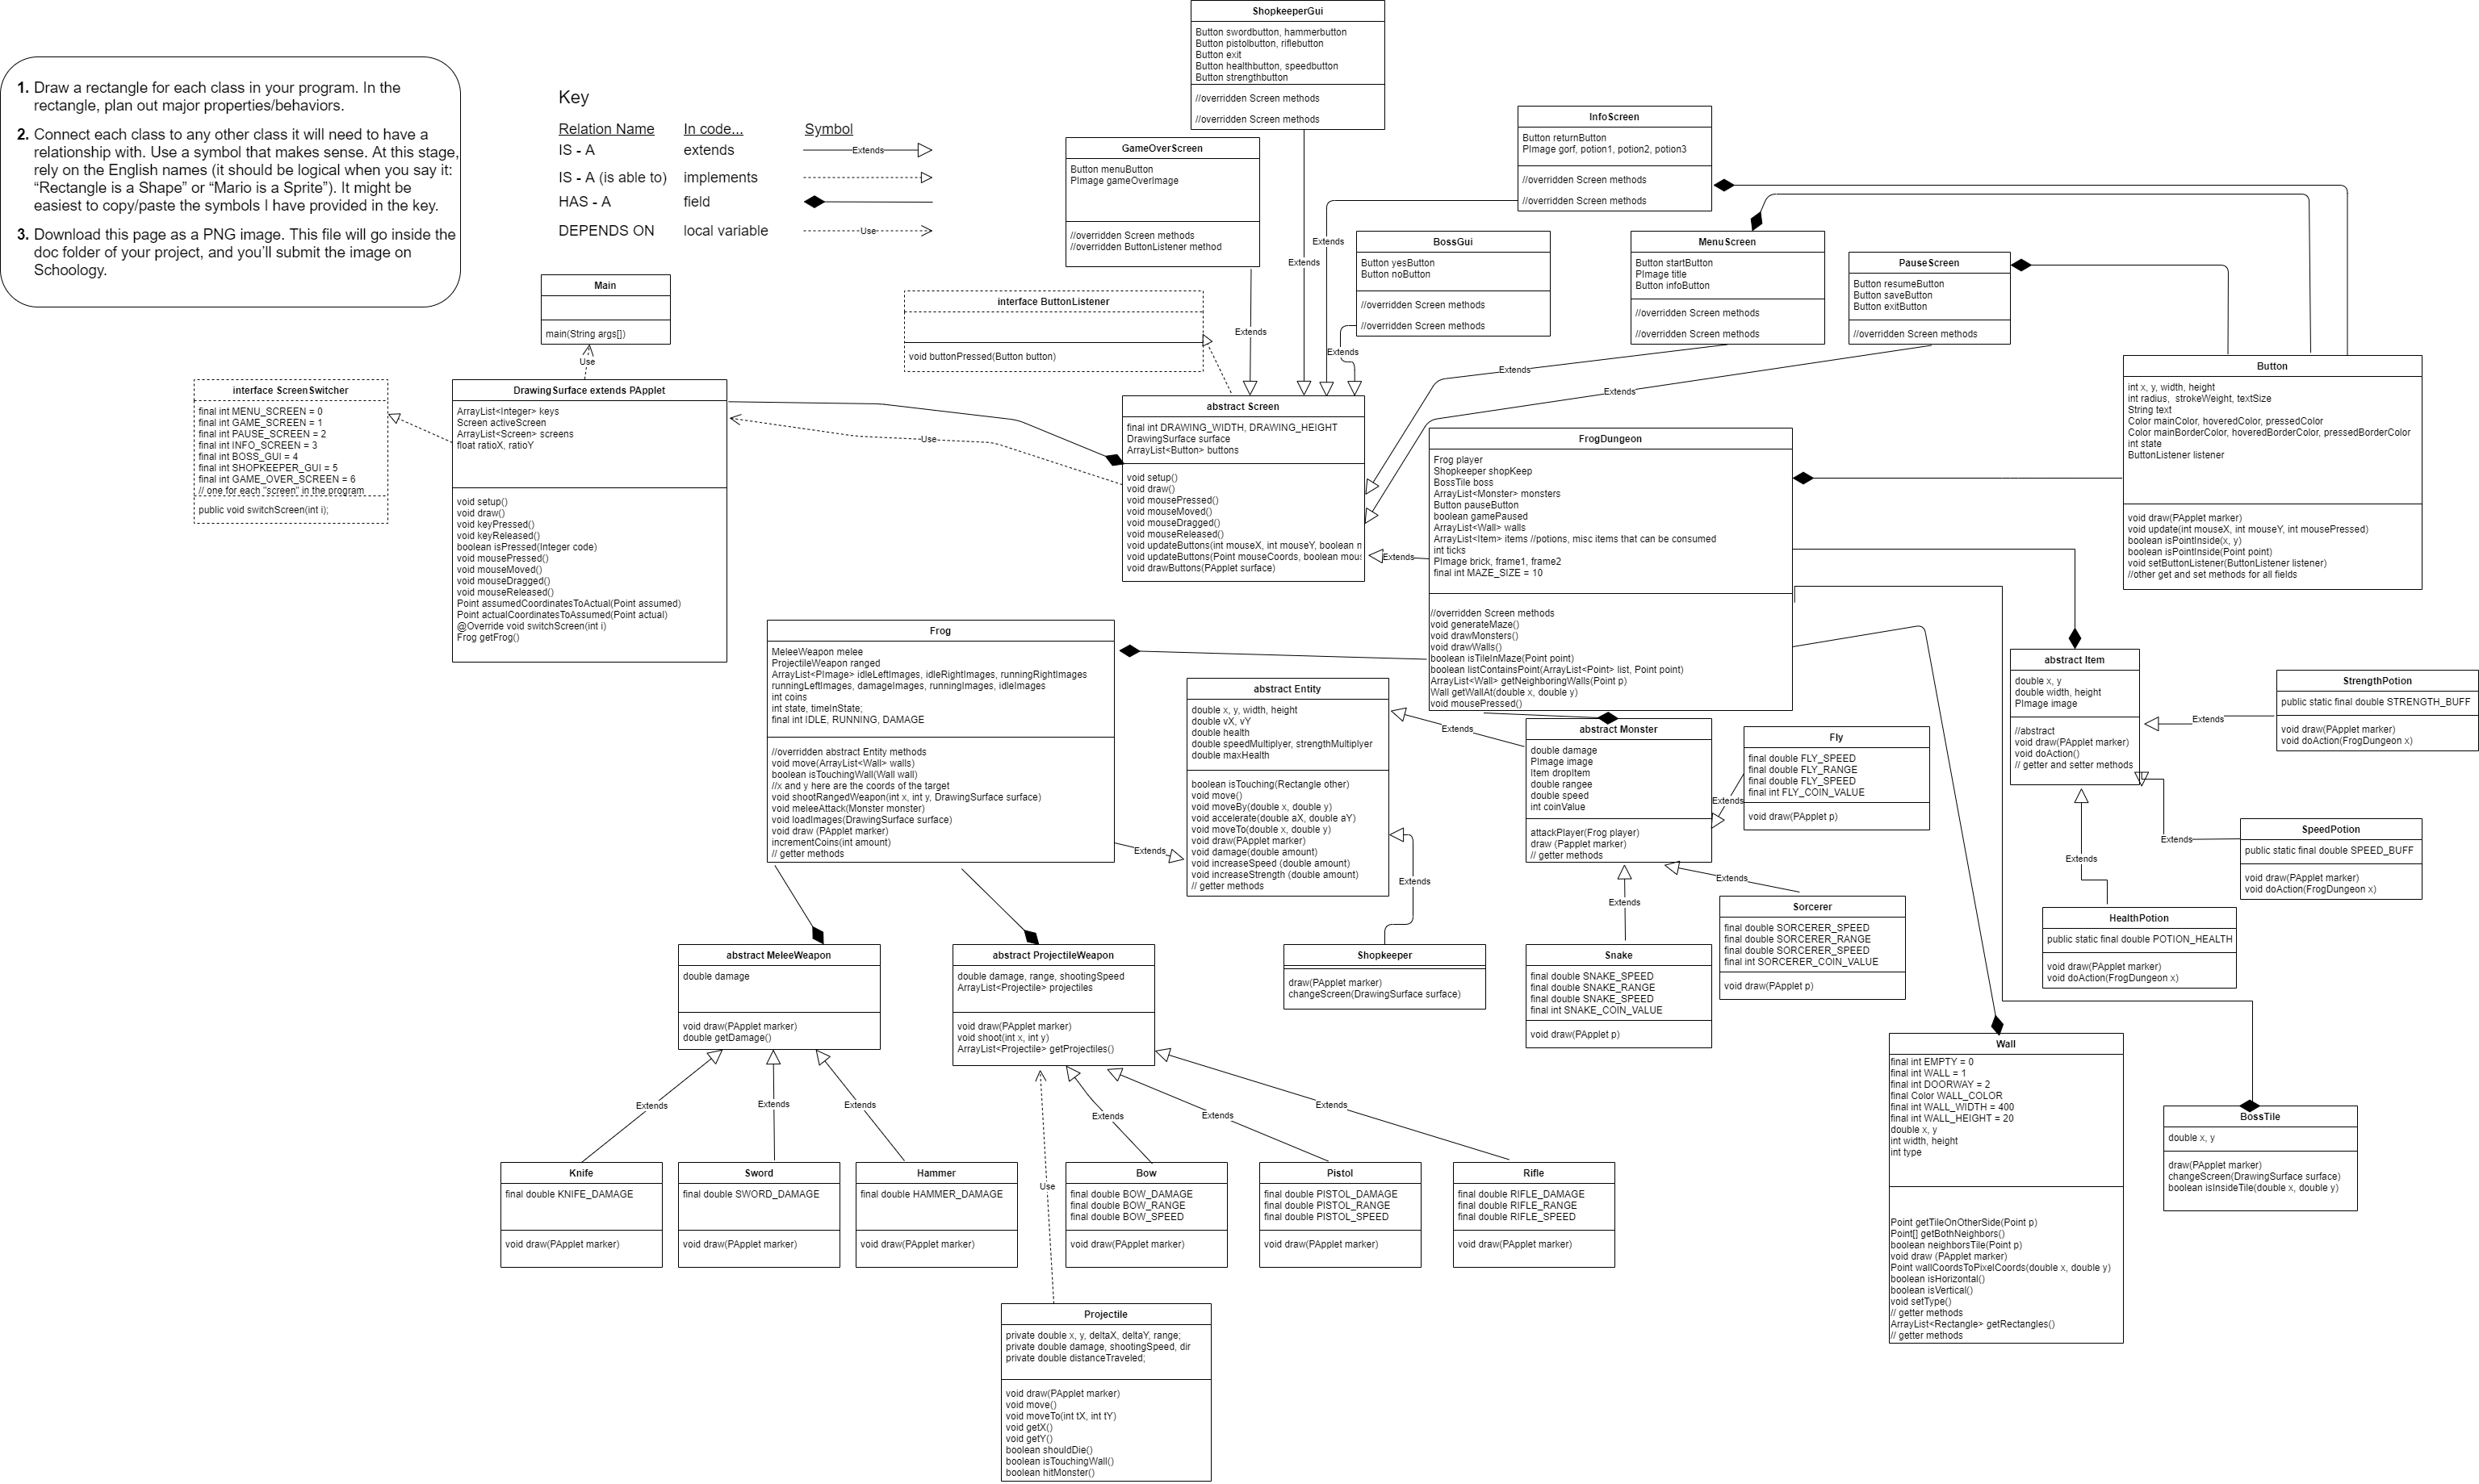 1. Draw a rectangle for each class in your program. In the
rectangle, plan out major properties/behaviors.
2. Connect each class to any other class it will need to have a
relationship with. Use a symbol that makes sense. At this stage,
rely on the English names (it should be logical when you say it:
“Rectangle is a Shape” or “Mario is a Sprite”). It might be
easiest to copy/paste the symbols I have provided in the key.
3. Download this page as a PNG image. This file will go inside the
doc folder of your project, and you’ll submit the image on
Schoology.
Key
Relation Name In code... Symbol
IS - A extends Extends
IS - A (is able to) implements
HAS - A field
DEPENDS ON local variable Use
ShopkeeperGui
Button swordbutton, hammerbutton
Button pistolbutton, riflebutton
Button exit
Button healthbutton, speedbutton
Button strengthbutton
//overridden Screen methods
//overridden Screen methods
Extends
GameOverScreen
Button menuButton
PImage gameOverImage
//overridden Screen methods
//overridden ButtonListener method
Extends
InfoScreen
Button returnButton
PImage gorf, potion1, potion2, potion3
//overridden Screen methods
//overridden Screen methods
Extends
BossGui
Button yesButton
Button noButton
//overridden Screen methods
//overridden Screen methods
Extends
MenuScreen
Button startButton
PImage title
Button infoButton
//overridden Screen methods
//overridden Screen methods
Extends
PauseScreen
Button resumeButton
Button saveButton
Button exitButton
//overridden Screen methods
Extends
Main
main(String args[])
Use
interface ButtonListener
void buttonPressed(Button button)
interface ScreenSwitcher
final int MENU_SCREEN = 0
final int GAME_SCREEN = 1
final int PAUSE_SCREEN = 2
final int INFO_SCREEN = 3
final int BOSS_GUI = 4
final int SHOPKEEPER_GUI = 5
final int GAME_OVER_SCREEN = 6
// one for each "screen" in the program
public void switchScreen(int i);
DrawingSurface extends PApplet
ArrayList<Integer> keys
Screen activeScreen
ArrayList<Screen> screens
float ratioX, ratioY
void setup()
void draw()
void keyPressed()
void keyReleased()
boolean isPressed(Integer code)
void mousePressed()
void mouseMoved()
void mouseDragged()
void mouseReleased()
Point assumedCoordinatesToActual(Point assumed)
Point actualCoordinatesToAssumed(Point actual)
@Override void switchScreen(int i)
Frog getFrog()
Use
abstract Screen
final int DRAWING_WIDTH, DRAWING_HEIGHT
DrawingSurface surface
ArrayList<Button> buttons
void setup()
void draw()
void mousePressed()
void mouseMoved()
void mouseDragged()
void mouseReleased()
void updateButtons(int mouseX, int mouseY, boolean
void updateButtons(Point mouseCoords, boolean
void drawButtons(PApplet surface)
Extends
FrogDungeon
Frog player
Shopkeeper shopKeep
BossTile boss
ArrayList<Monster> monsters
Button pauseButton
boolean gamePaused
ArrayList<Wall> walls
ArrayList<Item> items //potions, misc items that can be consumed
int ticks
PImage brick, frame1, frame2
final int MAZE_SIZE = 10
//overridden Screen methods
void generateMaze()
void drawMonsters()
void drawWalls()
boolean isTileInMaze(Point point)
boolean listContainsPoint(ArrayList<Point> list, Point point)
ArrayList<Wall> getNeighboringWalls(Point p)
Wall getWallAt(double x, double y)
void mousePressed()
Button
int x, y, width, height
int radius, strokeWeight, textSize
String text
Color mainColor, hoveredColor, pressedColor
Color mainBorderColor, hoveredBorderColor, pressedBorderColor
int state
ButtonListener listener
void draw(PApplet marker)
void update(int mouseX, int mouseY, int mousePressed)
boolean isPointInside(x, y)
boolean isPointInside(Point point)
void setButtonListener(ButtonListener listener)
//other get and set methods for all fields
Frog
MeleeWeapon melee
ProjectileWeapon ranged
ArrayList<PImage> idleLeftImages, idleRightImages, runningRightImages
runningLeftImages, damageImages, runningImages, idleImages
int coins
int state, timeInState;
final int IDLE, RUNNING, DAMAGE
//overridden abstract Entity methods
void move(ArrayList<Wall> walls)
boolean isTouchingWall(Wall wall)
//x and y here are the coords of the target
void shootRangedWeapon(int x, int y, DrawingSurface surface)
void meleeAttack(Monster monster)
void loadImages(DrawingSurface surface)
void draw (PApplet marker)
incrementCoins(int amount)
// getter methods
Extends
abstract Entity
double x, y, width, height
double vX, vY
double health
double speedMultiplyer, strengthMultiplyer
double maxHealth
boolean isTouching(Rectangle other)
void move()
void moveBy(double x, double y)
void accelerate(double aX, double aY)
void moveTo(double x, double y)
void draw(PApplet marker)
void damage(double amount)
void increaseSpeed (double amount)
void increaseStrength (double amount)
// getter methods
Extends
Extends
abstract Monster
double damage
PImage image
Item dropItem
double rangee
double speed
int coinValue
attackPlayer(Frog player)
draw (Papplet marker)
// getter methods
Extends
Fly
final double FLY_SPEED
final double FLY_RANGE
final double FLY_SPEED
final int FLY_COIN_VALUE
void draw(PApplet p)
Extends
Extends
abstract Item
double x, y
double width, height
PImage image
//abstract
void draw(PApplet marker)
void doAction()
// getter and setter methods
Extends
StrengthPotion
public static final double STRENGTH_BUFF
void draw(PApplet marker)
void doAction(FrogDungeon x)
Extends
SpeedPotion
public static final double SPEED_BUFF
void draw(PApplet marker)
void doAction(FrogDungeon x)
Extends
HealthPotion
public static final double POTION_HEALTH
void draw(PApplet marker)
void doAction(FrogDungeon x)
Sorcerer
final double SORCERER_SPEED
final double SORCERER_RANGE
final double SORCERER_SPEED
final int SORCERER_COIN_VALUE
void draw(PApplet p)
abstract MeleeWeapon
double damage
void draw(PApplet marker)
double getDamage()
abstract ProjectileWeapon
double damage, range, shootingSpeed
ArrayList<Projectile> projectiles
void draw(PApplet marker)
void shoot(int x, int y)
ArrayList<Projectile> getProjectiles()
Shopkeeper
draw(PApplet marker)
changeScreen(DrawingSurface surface)
Snake
final double SNAKE_SPEED
final double SNAKE_RANGE
final double SNAKE_SPEED
final int SNAKE_COIN_VALUE
void draw(PApplet p)
Wall
final int EMPTY = 0
final int WALL = 1
final int DOORWAY = 2
final Color WALL_COLOR
final int WALL_WIDTH = 400
final int WALL_HEIGHT = 20
double x, y
int width, height
int type
Point getTileOnOtherSide(Point p)
Point[] getBothNeighbors()
boolean neighborsTile(Point p)
void draw (PApplet marker)
Point wallCoordsToPixelCoords(double x, double y)
boolean isHorizontal()
boolean isVertical()
void setType()
// getter methods
ArrayList<Rectangle> getRectangles()
// getter methods
BossTile
double x, y
draw(PApplet marker)
changeScreen(DrawingSurface surface)
boolean isInsideTile(double x, double y)
Extends
Extends
Extends
Extends
Extends
Extends
Use
Knife
final double KNIFE_DAMAGE
void draw(PApplet marker)
Sword
final double SWORD_DAMAGE
void draw(PApplet marker)
Hammer
final double HAMMER_DAMAGE
void draw(PApplet marker)
Bow
final double BOW_DAMAGE
final double BOW_RANGE
final double BOW_SPEED
void draw(PApplet marker)
Pistol
final double PISTOL_DAMAGE
final double PISTOL_RANGE
final double PISTOL_SPEED
void draw(PApplet marker)
Rifle
final double RIFLE_DAMAGE
final double RIFLE_RANGE
final double RIFLE_SPEED
void draw(PApplet marker)
Projectile
private double x, y, deltaX, deltaY, range;
private double damage, shootingSpeed, dir
private double distanceTraveled;
void draw(PApplet marker)
void move()
void moveTo(int tX, int tY)
void getX()
void getY()
boolean shouldDie()
boolean isTouchingWall()
boolean hitMonster()